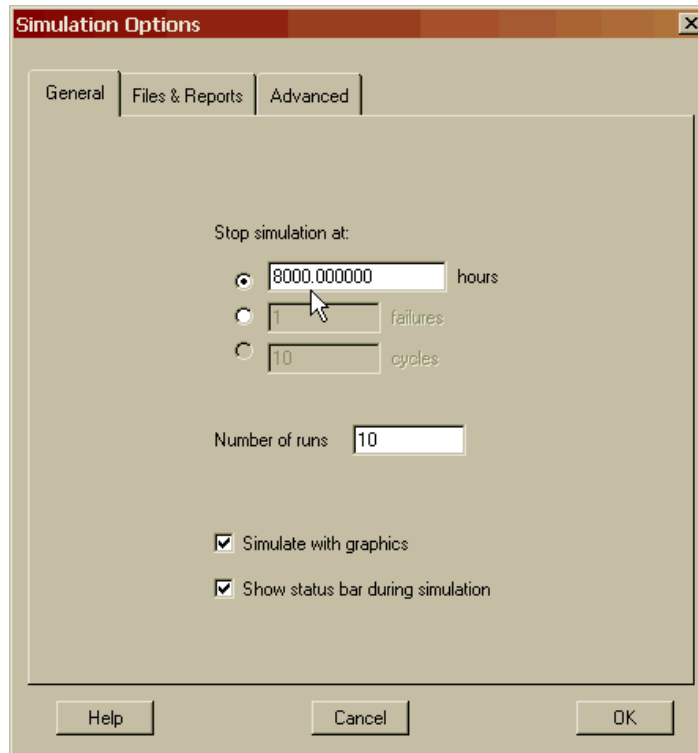 Simulation Options
General Files & Reports Advanced
Stop simulation at:
8000.000000 hours
1 failures
10 cycles
Number of runs 10
Simulate with graphics
Show status bar during simulation
Help Cancel OK